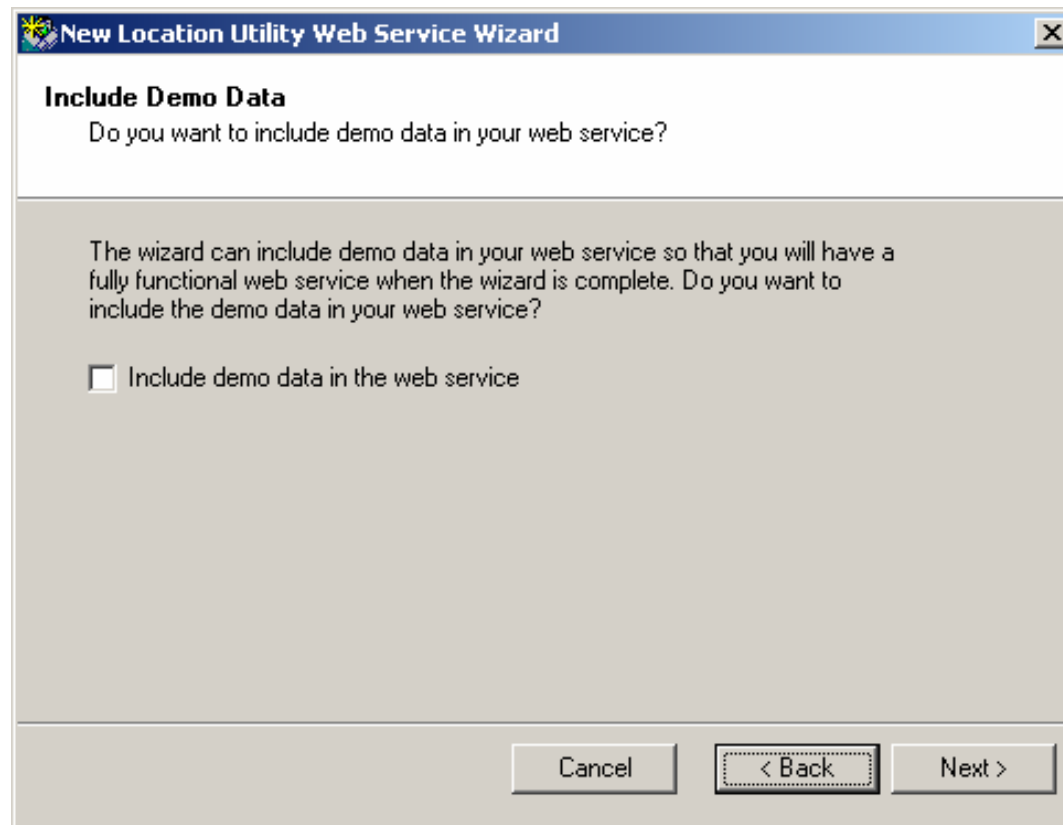 New Location Utility Web Service Wizard
Include Demo Data
Do you want to include demo data in your web service?
The wizard can include demo data in your web service so that you will have a
fully functional web service when the wizard is complete. Do you want to
include the demo data in your web service?
Include demo data in the web service
Cancel
< Back
Next >